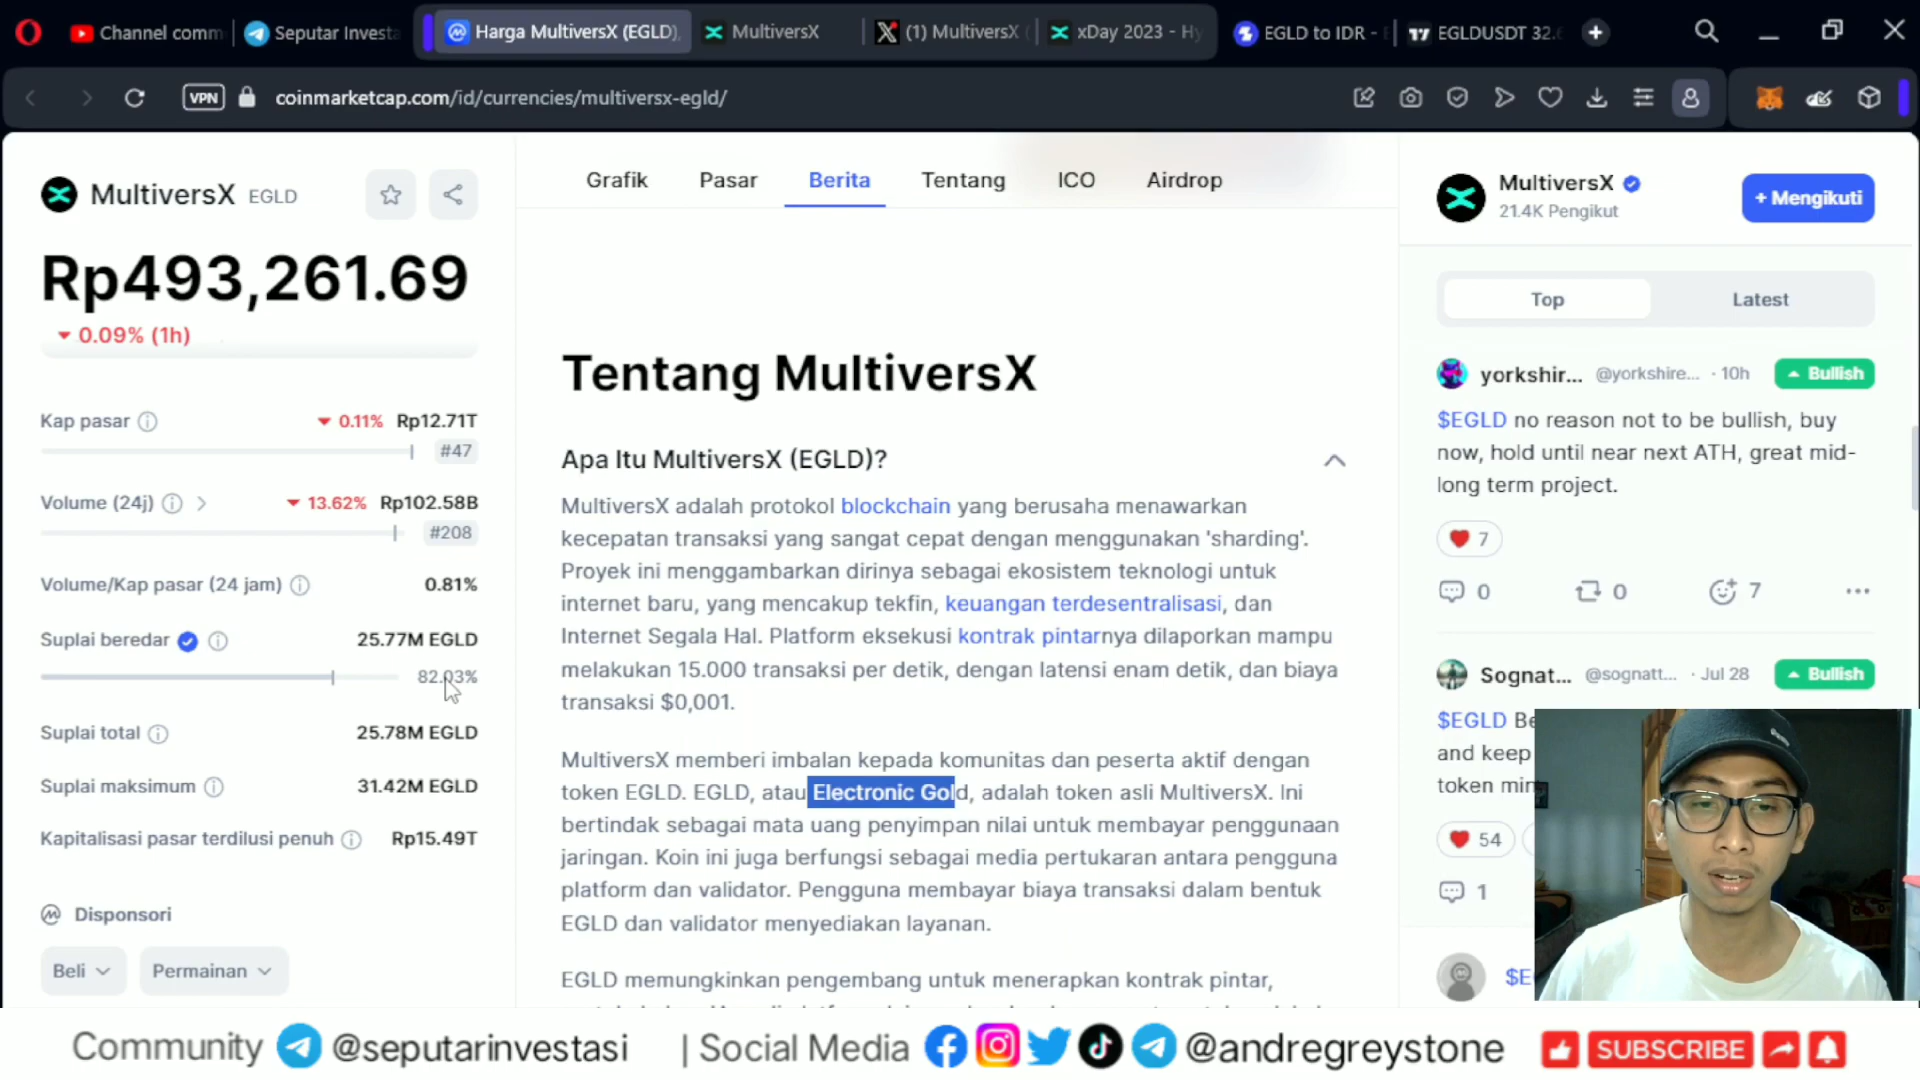 Channel comm
Seputar Invest
Harga MultiversX (EGLD),
MultiversX
(1) MultiversX (
xDay 2023 - Hy
EGLD to IDR -
EGLDUSDT 32.
VPN
coinmarketcap.com/id/currencies/multiversx-egld/
MultiversX EGLD
Rp493,261.69
0.09% (1h)
Kap pasar 0.11% Rp12.71T
#47
Volume (24j) 13.62% Rp102.58B
#208
Volume/Kap pasar (24 jam) 0.81%
Suplai beredar 25.77M EGLD
82.03%
Suplai total 25.78M EGLD
Suplai maksimum 31.42M EGLD
Kapitalisasi pasar terdilusi penuh Rp15.49T
Disponsori
Beli Permainan
Grafik Pasar Berita Tentang ICO Airdrop
Tentang MultiversX
Apa Itu MultiversX (EGLD)?
MultiversX adalah protokol blockchain yang berusaha menawarkan
kecepatan transaksi yang sangat cepat dengan menggunakan 'sharding'.
Proyek ini menggambarkan dirinya sebagai ekosistem teknologi untuk
internet baru, yang mencakup tekfin, keuangan terdesentralisasi, dan
Internet Segala Hal. Platform eksekusi kontrak pintarnya dilaporkan mampu
melakukan 15.000 transaksi per detik, dengan latensi enam detik, dan biaya
transaksi $0,001.
MultiversX memberi imbalan kepada komunitas dan peserta aktif dengan
token EGLD. EGLD, atau Electronic Gold, adalah token asli MultiversX. Ini
bertindak sebagai mata uang penyimpan nilai untuk membayar penggunaan
jaringan. Koin ini juga berfungsi sebagai media pertukaran antara pengguna
platform dan validator. Pengguna membayar biaya transaksi dalam bentuk
EGLD dan validator menyediakan layanan.
EGLD memungkinkan pengembang untuk menerapkan kontrak pintar,
MultiversX
21.4K Pengikut
+ Mengikuti
Top Latest
yorkshir... @yorkshire... · 10h Bullish
$EGLD no reason not to be bullish, buy
now, hold until near next ATH, great mid-
long term project.
7
0 0 7
Sognat... @sognatt... · Jul 28 Bullish
$EGLD Be
and keep
token min
54
1
$E
Community @seputarinvestasi | Social Media @andregreystone SUBSCRIBE